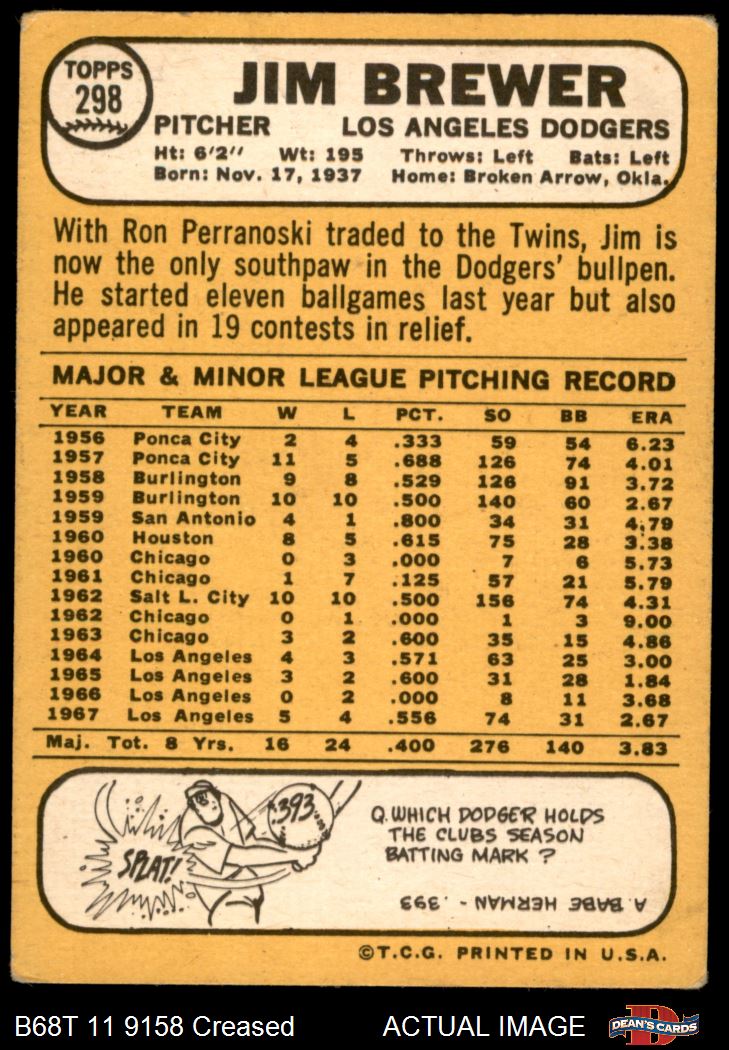 TOPPS
298
JIM BREWER
PITCHER LOS ANGELES DODGERS
Ht: 6'2" Wt: 195 Throws: Left Bats: Left
Born: Nov. 17, 1937 Home: Broken Arrow, Okla.
With Ron Perranoski traded to the Twins, Jim is
now the only southpaw in the Dodgers' bullpen.
He started eleven ballgames last year but also
appeared in 19 contests in relief.
MAJOR & MINOR LEAGUE PITCHING RECORD
YEAR TEAM W L PCT. SO BB ERA
1956 Ponca City 2 4 .333 59 54 6.23
1957 Ponca City 11 5 .688 126 74 4.01
1958 Burlington 9 8 .529 126 91 3.72
1959 Burlington 10 10 .500 140 60 2.67
1959 San Antonio 4 1 .800 34 31 4.79
1960 Houston 8 5 .615 75 28 3.38
1960 Chicago 0 3 .000 7 6 5.73
1961 Chicago 1 7 .125 57 21 5.79
1962 Salt L. City 10 10 .500 156 74 4.31
1962 Chicago 0 1 .000 1 3 9.00
1963 Chicago 3 2 .600 35 15 4.86
1964 Los Angeles 4 3 .571 63 25 3.00
1965 Los Angeles 3 2 .600 31 28 1.84
1966 Los Angeles 0 2 .000 8 11 3.68
1967 Los Angeles 5 4 .556 74 31 2.67
Maj. Tot. 8 Yrs. 16 24 .400 276 140 3.83
.393
SPLAT!
Q. WHICH DODGER HOLDS
THE CLUBS SEASON
BATTING MARK ?
A. BABE HERMAN - .393
©T.C.G. PRINTED IN U.S.A.
B68T 11 9158 Creased ACTUAL IMAGE
D
DEAN'S CARDS